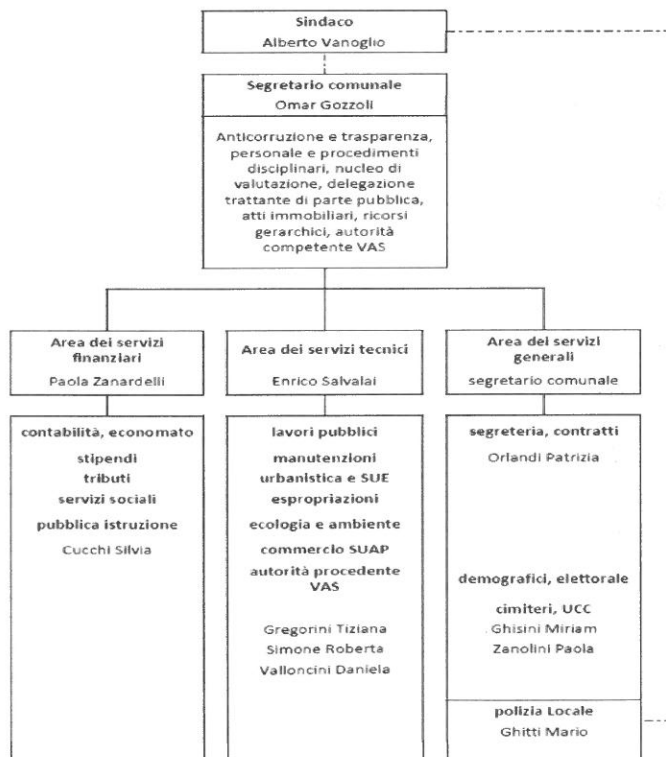 Sindaco
Alberto Vanoglio
Segretario comunale
Omar Gozzoli
Anticorruzione e trasparenza,
personale e procedimenti
disciplinari, nucleo di
valutazione, delegazione
trattante di parte pubblica,
atti immobiliari, ricorsi
gerarchici, autorità
competente VAS
Area dei servizi
finanziari
Paola Zanardelli
Area dei servizi tecnici
Enrico Salvalai
Area dei servizi
generali
segretario comunale
contabilità, economato
stipendi
tributi
servizi sociali
pubblica istruzione
Cucchi Silvia
lavori pubblici
manutenzioni
urbanistica e SUE
espropriazioni
ecologia e ambiente
commercio SUAP
autorità procedente
VAS
Gregorini Tiziana
Simone Roberta
Valloncini Daniela
segreteria, contratti
Orlandi Patrizia
demografici, elettorale
cimiteri, UCC
Ghisini Miriam
Zanolini Paola
polizia Locale
Ghitti Mario